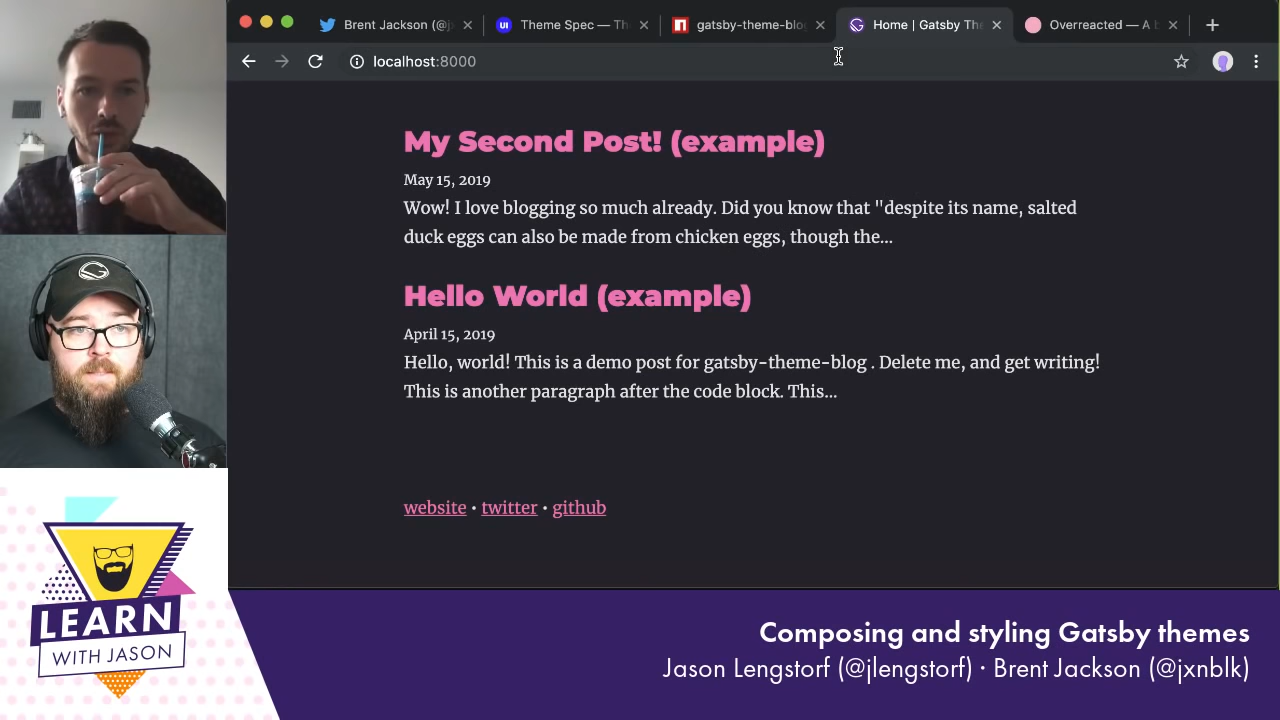 Brent Jackson (@j
Theme Spec — Th
gatsby-theme-blo
Home | Gatsby The
Overreacted — A b
localhost:8000
My Second Post! (example)
May 15, 2019
Wow! I love blogging so much already. Did you know that "despite its name, salted
duck eggs can also be made from chicken eggs, though the...
Hello World (example)
April 15, 2019
Hello, world! This is a demo post for gatsby-theme-blog . Delete me, and get writing!
This is another paragraph after the code block. This...
website • twitter • github
LEARN
WITH JASON
Composing and styling Gatsby themes
Jason Lengstorf (@jlengstorf) · Brent Jackson (@jxnblk)